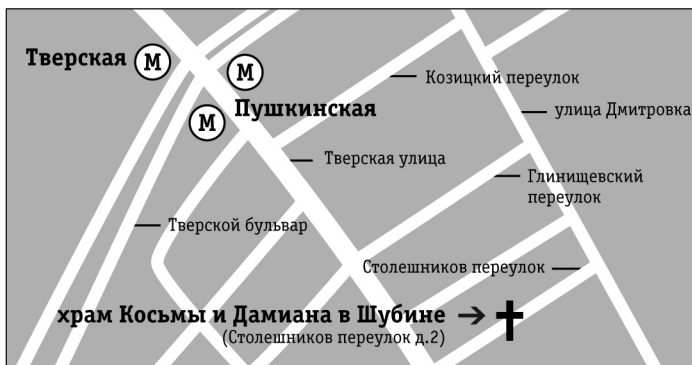 Тверская М
М
М Пушкинская
Козицкий переулок
улица Дмитровка
Тверская улица
Глинищевский
переулок
Тверской бульвар
Столешников переулок
храм Косьмы и Дамиана в Шубине →
(Столешников переулок д.2)